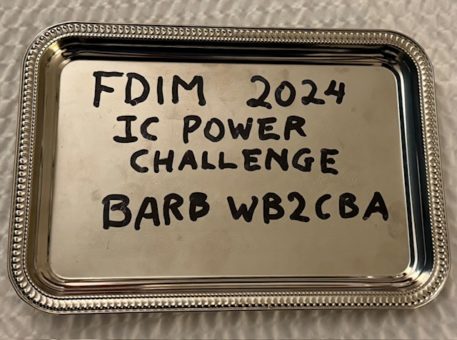 FDIM 2024
IC POWER
CHALLENGE
BARB WB2CBA